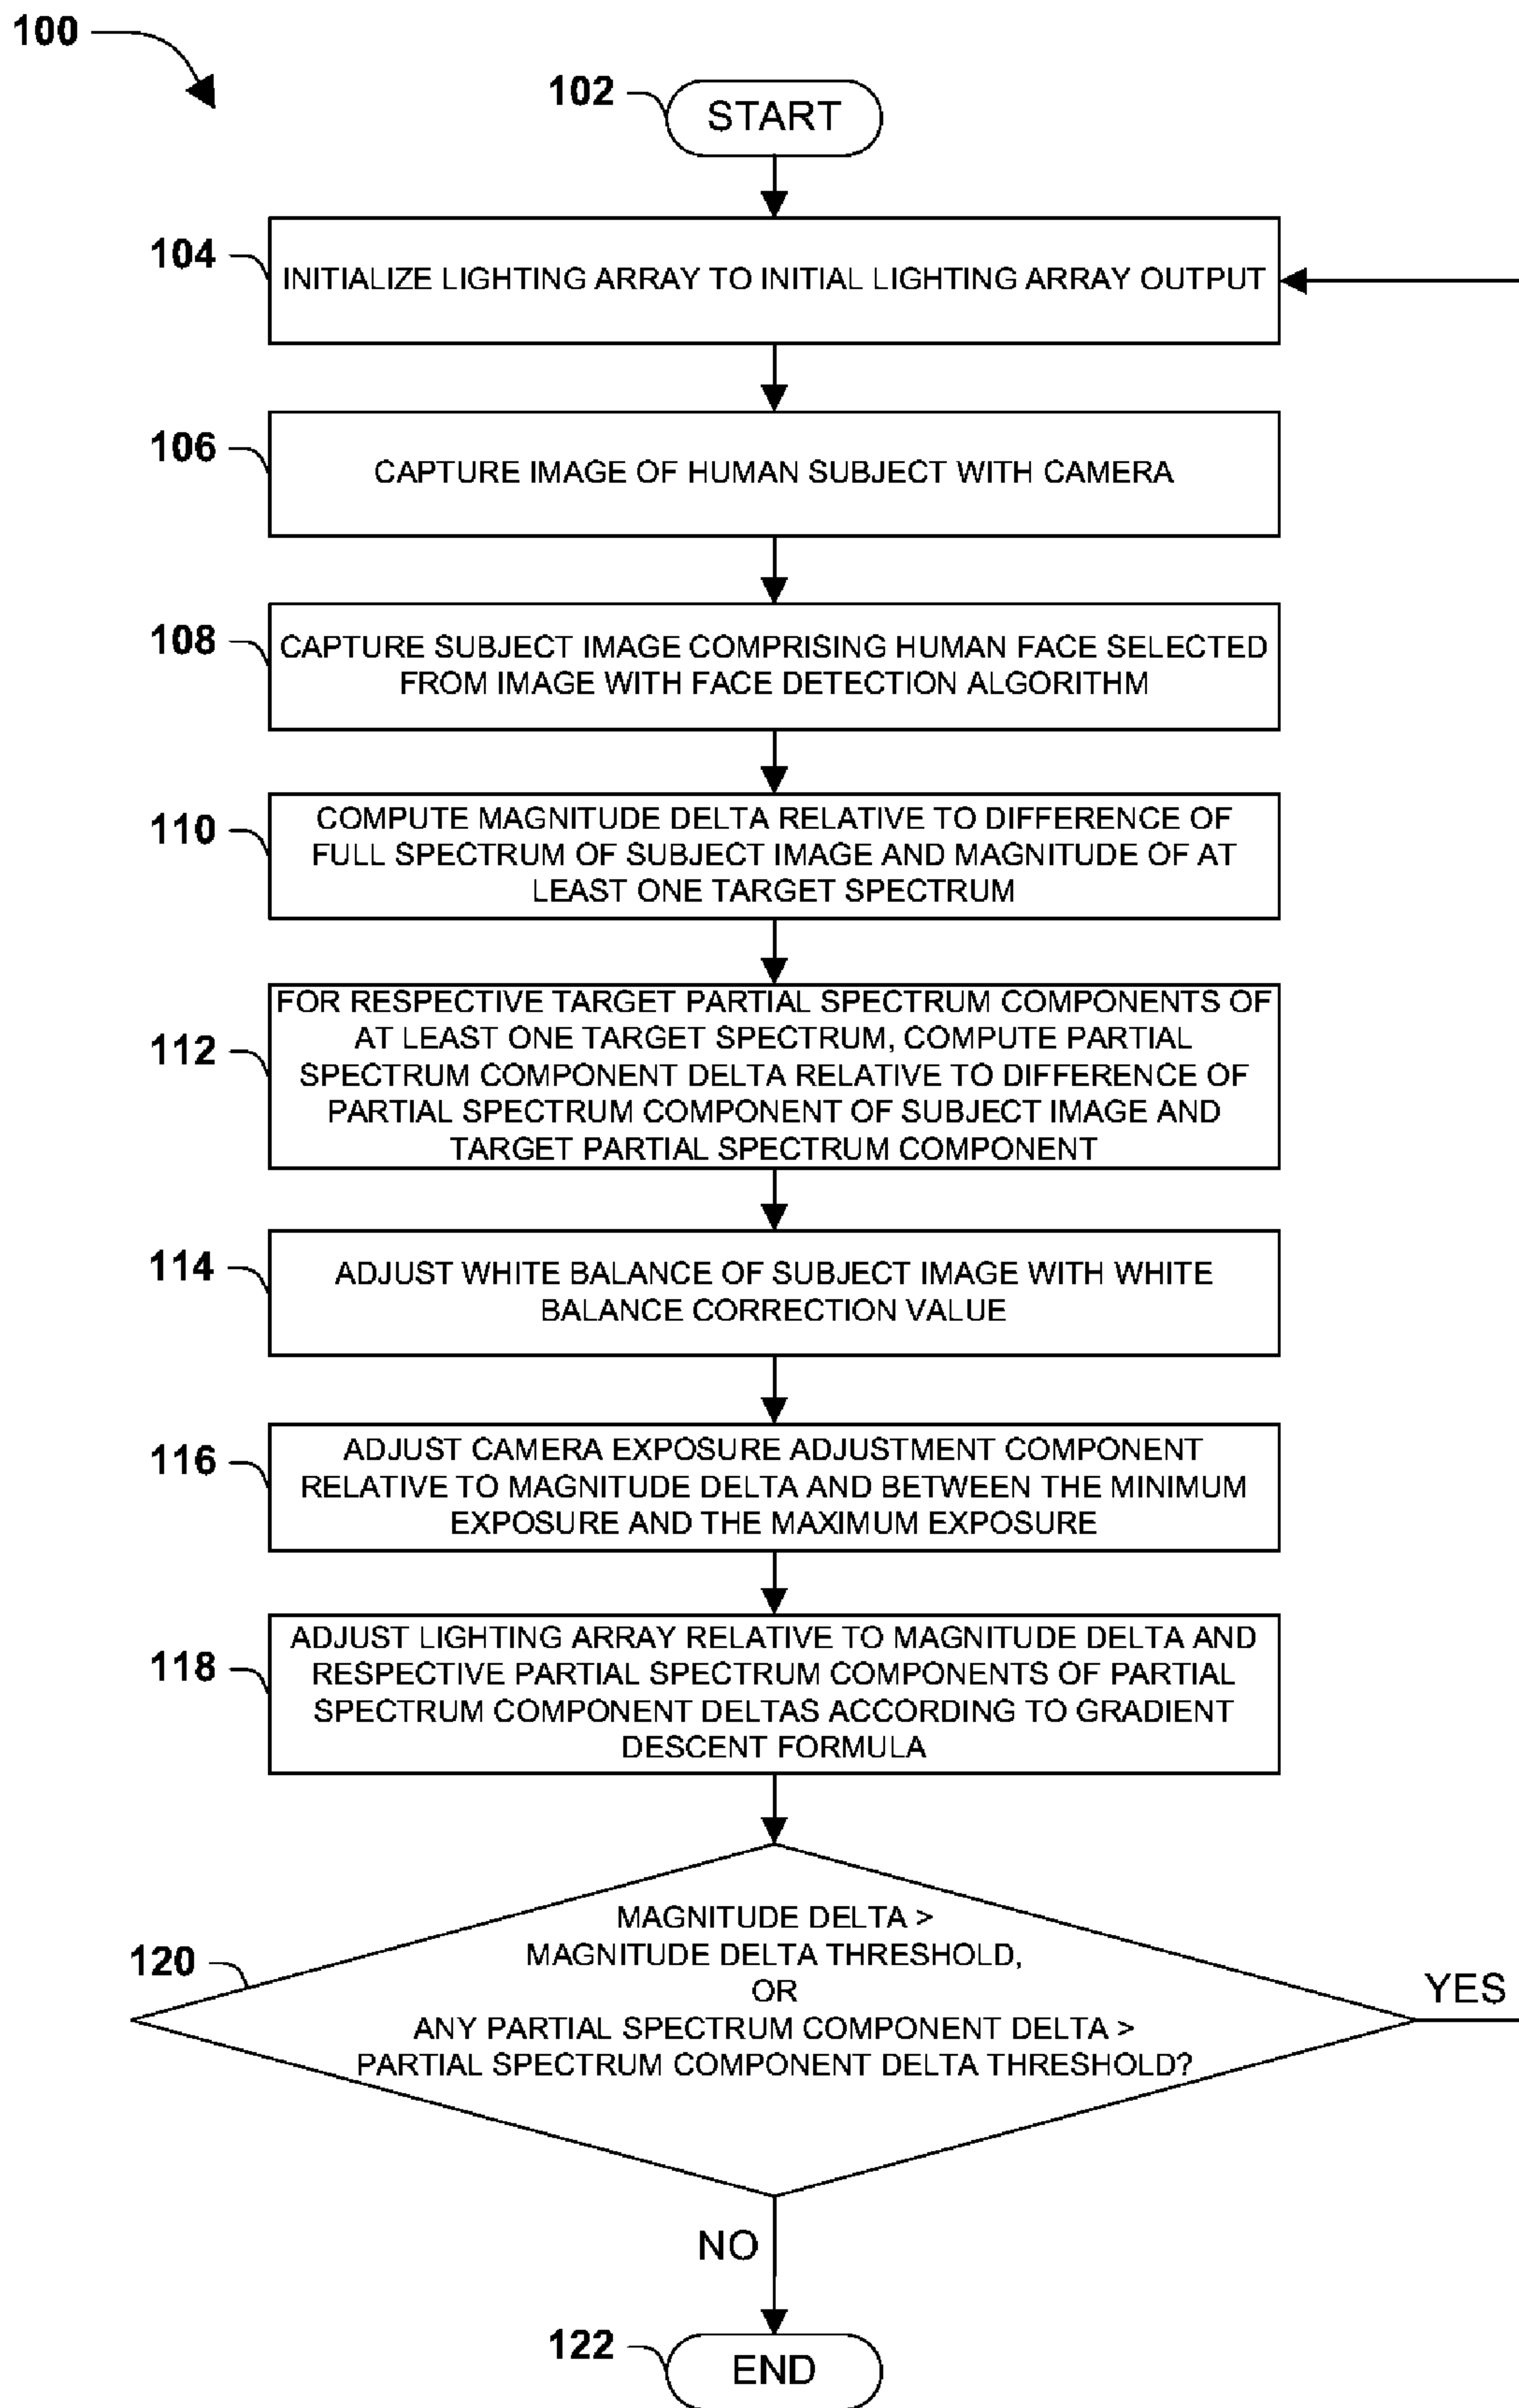 100
102
START
104
INITIALIZE LIGHTING ARRAY TO INITIAL LIGHTING ARRAY OUTPUT
106
CAPTURE IMAGE OF HUMAN SUBJECT WITH CAMERA
108
CAPTURE SUBJECT IMAGE COMPRISING HUMAN FACE SELECTED
FROM IMAGE WITH FACE DETECTION ALGORITHM
110
COMPUTE MAGNITUDE DELTA RELATIVE TO DIFFERENCE OF
FULL SPECTRUM OF SUBJECT IMAGE AND MAGNITUDE OF AT
LEAST ONE TARGET SPECTRUM
112
FOR RESPECTIVE TARGET PARTIAL SPECTRUM COMPONENTS OF
AT LEAST ONE TARGET SPECTRUM, COMPUTE PARTIAL
SPECTRUM COMPONENT DELTA RELATIVE TO DIFFERENCE OF
PARTIAL SPECTRUM COMPONENT OF SUBJECT IMAGE AND
TARGET PARTIAL SPECTRUM COMPONENT
114
ADJUST WHITE BALANCE OF SUBJECT IMAGE WITH WHITE
BALANCE CORRECTION VALUE
116
ADJUST CAMERA EXPOSURE ADJUSTMENT COMPONENT
RELATIVE TO MAGNITUDE DELTA AND BETWEEN THE MINIMUM
EXPOSURE AND THE MAXIMUM EXPOSURE
118
ADJUST LIGHTING ARRAY RELATIVE TO MAGNITUDE DELTA AND
RESPECTIVE PARTIAL SPECTRUM COMPONENTS OF PARTIAL
SPECTRUM COMPONENT DELTAS ACCORDING TO GRADIENT
DESCENT FORMULA
120
MAGNITUDE DELTA >
MAGNITUDE DELTA THRESHOLD,
OR
ANY PARTIAL SPECTRUM COMPONENT DELTA >
PARTIAL SPECTRUM COMPONENT DELTA THRESHOLD?
YES
NO
122
END